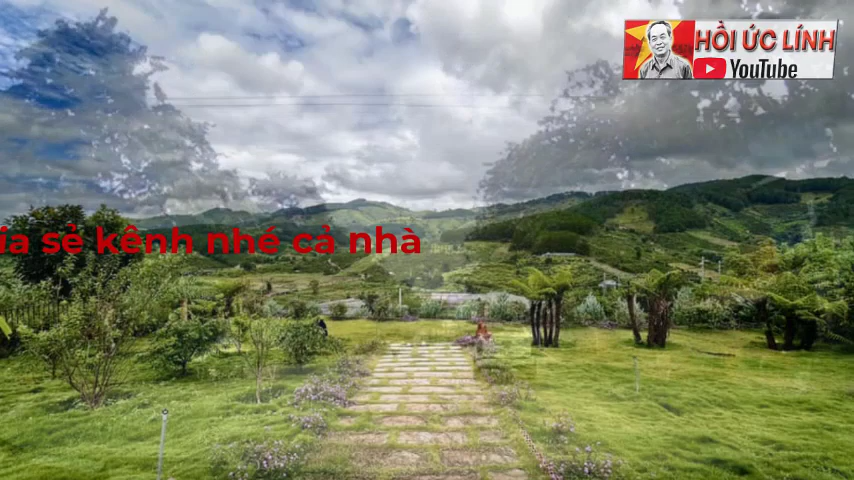 HỒI ỨC LÍNH
YouTube
ia sẻ kênh nhé cả nhà